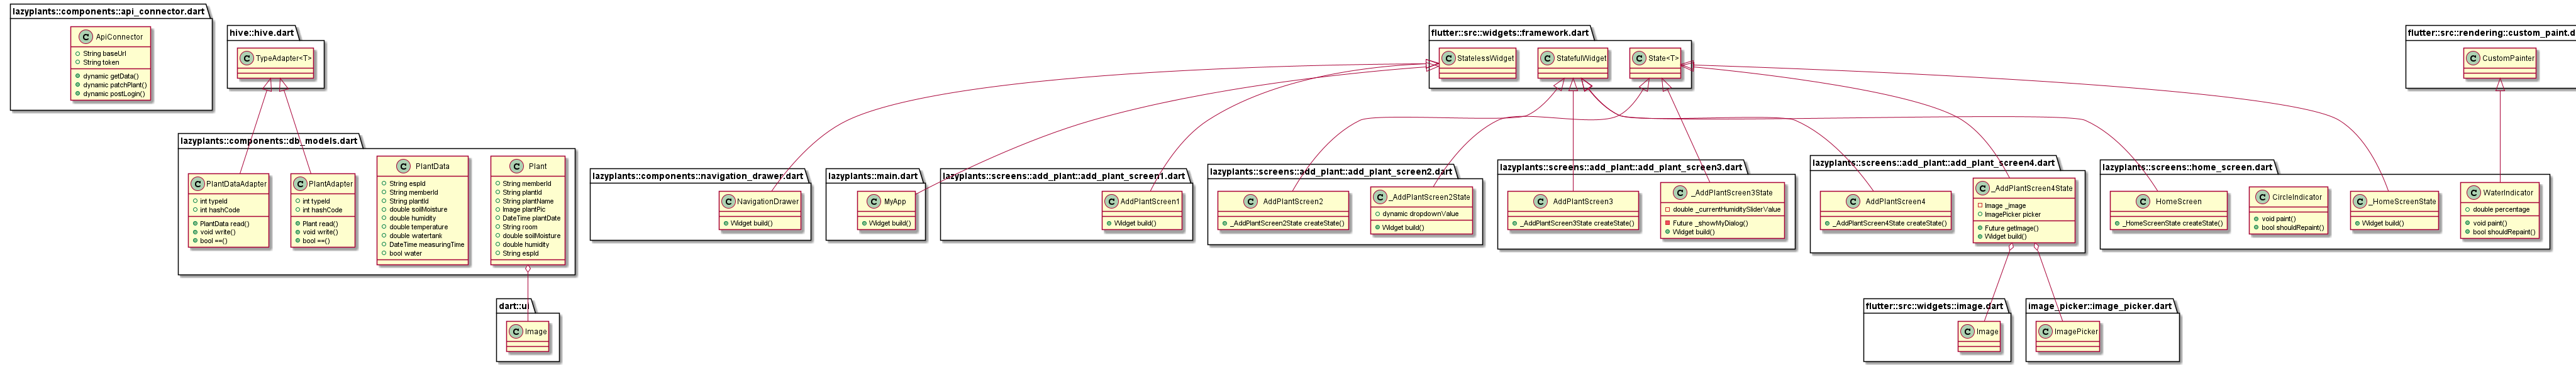 lazyplants::components::api_connector.dart
C ApiConnector
String baseUrl
String token
dynamic getData()
dynamic patchPlant()
dynamic postLogin()
hive::hive.dart
C TypeAdapter<T>
lazyplants::components::db_models.dart
C PlantDataAdapter
int typeId
int hashCode
PlantData read()
void write()
bool ==()
C PlantAdapter
int typeId
int hashCode
Plant read()
void write()
bool ==()
C PlantData
String espId
String memberId
String plantId
double soilMoisture
double humidity
double temperature
double watertank
DateTime measuringTime
bool water
C Plant
String memberId
String plantId
String plantName
Image plantPic
DateTime plantDate
String room
double soilMoisture
double humidity
String espId
dart::ui
C Image
lazyplants::components::navigation_drawer.dart
C NavigationDrawer
Widget build()
lazyplants::main.dart
C MyApp
Widget build()
lazyplants::screens::add_plant::add_plant_screen1.dart
C AddPlantScreen1
Widget build()
flutter::src::widgets::framework.dart
C StatelessWidget
C StatefulWidget
C State<T>
lazyplants::screens::add_plant::add_plant_screen2.dart
C AddPlantScreen2
_AddPlantScreen2State createState()
C _AddPlantScreen2State
dynamic dropdownValue
Widget build()
lazyplants::screens::add_plant::add_plant_screen3.dart
C AddPlantScreen3
_AddPlantScreen3State createState()
C _AddPlantScreen3State
double _currentHumiditySliderValue
Future _showMyDialog()
Widget build()
lazyplants::screens::add_plant::add_plant_screen4.dart
C AddPlantScreen4
_AddPlantScreen4State createState()
C _AddPlantScreen4State
Image _image
ImagePicker picker
Future getImage()
Widget build()
flutter::src::widgets::image.dart
C Image
image_picker::image_picker.dart
C ImagePicker
lazyplants::screens::home_screen.dart
C HomeScreen
_HomeScreenState createState()
C CircleIndicator
void paint()
bool shouldRepaint()
C _HomeScreenState
Widget build()
C WaterIndicator
double percentage
void paint()
bool shouldRepaint()
flutter::src::rendering::custom_paint.d
C CustomPainter